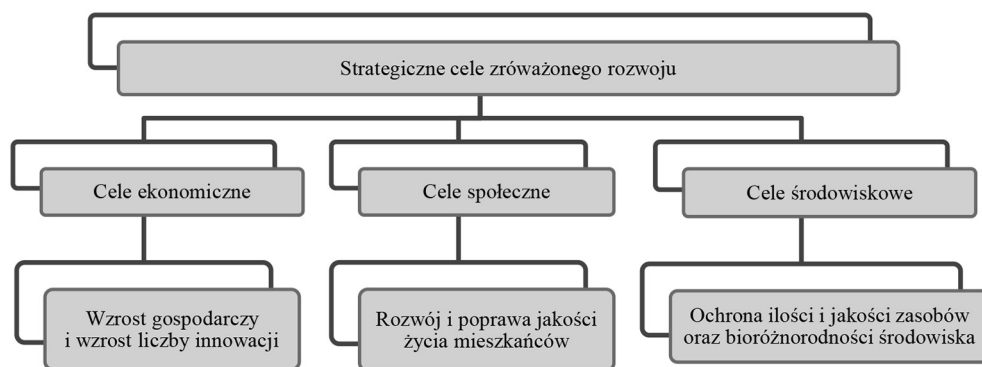 Strategiczne cele zróważonego rozwoju
Cele ekonomiczne
Cele społeczne
Cele środowiskowe
Wzrost gospodarczy
i wzrost liczby innowacji
Rozwój i poprawa jakości
życia mieszkańców
Ochrona ilości i jakości zasobów
oraz bioróżnorodności środowiska